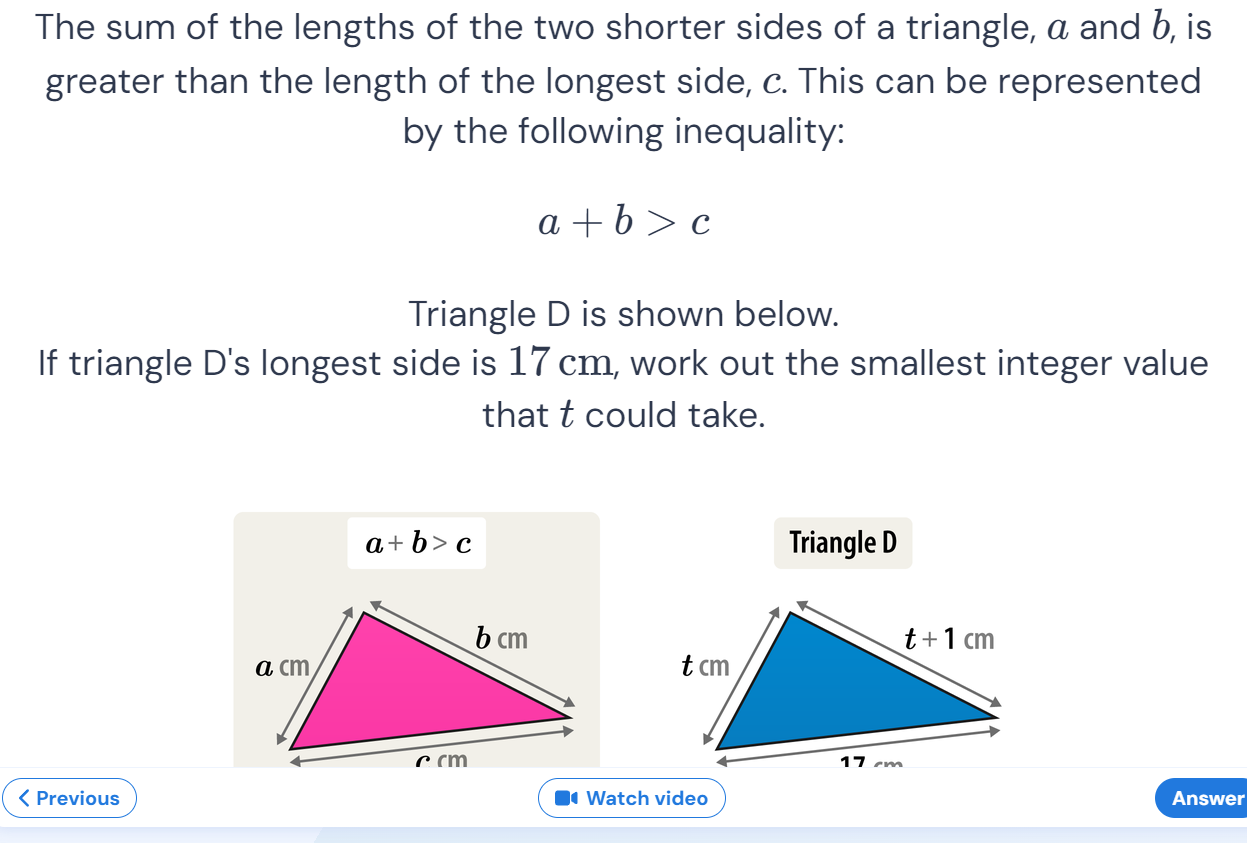 The sum of the lengths of the two shorter sides of a triangle, a and b, is
greater than the length of the longest side, c. This can be represented
by the following inequality:
a + b > c
Triangle D is shown below.
If triangle D's longest side is 17 cm, work out the smallest integer value
that t could take.
a + b > c
Triangle D
b cm
a cm
c cm
t + 1 cm
t cm
17 cm
Previous
Watch video
Answer